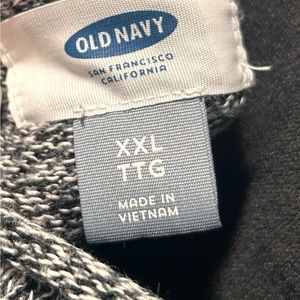 OLD NAVY
SAN FRANCISCO
CALIFORNIA
XXL
TTG
MADE IN
VIETNAM